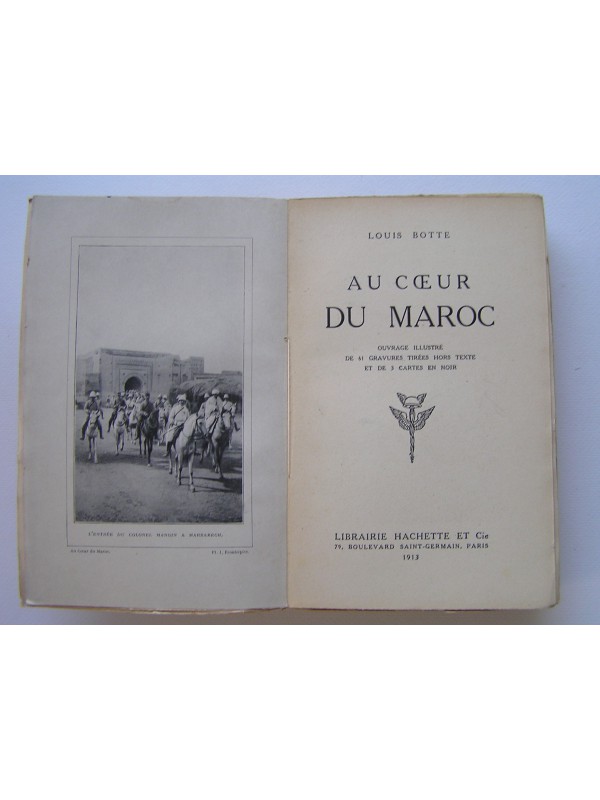 L'ENTRÉE DU COLONEL MANGIN A MARRAKECH.
Au Cœur du Maroc.
LOUIS BOTTE
AU CŒUR
DU MAROC
OUVRAGE ILLUSTRÉ
DE 61 GRAVURES TIRÉES HORS TEXTE
ET DE 3 CARTES EN NOIR
LIBRAIRIE HACHETTE ET Cie
79, BOULEVARD SAINT-GERMAIN, PARIS
1913